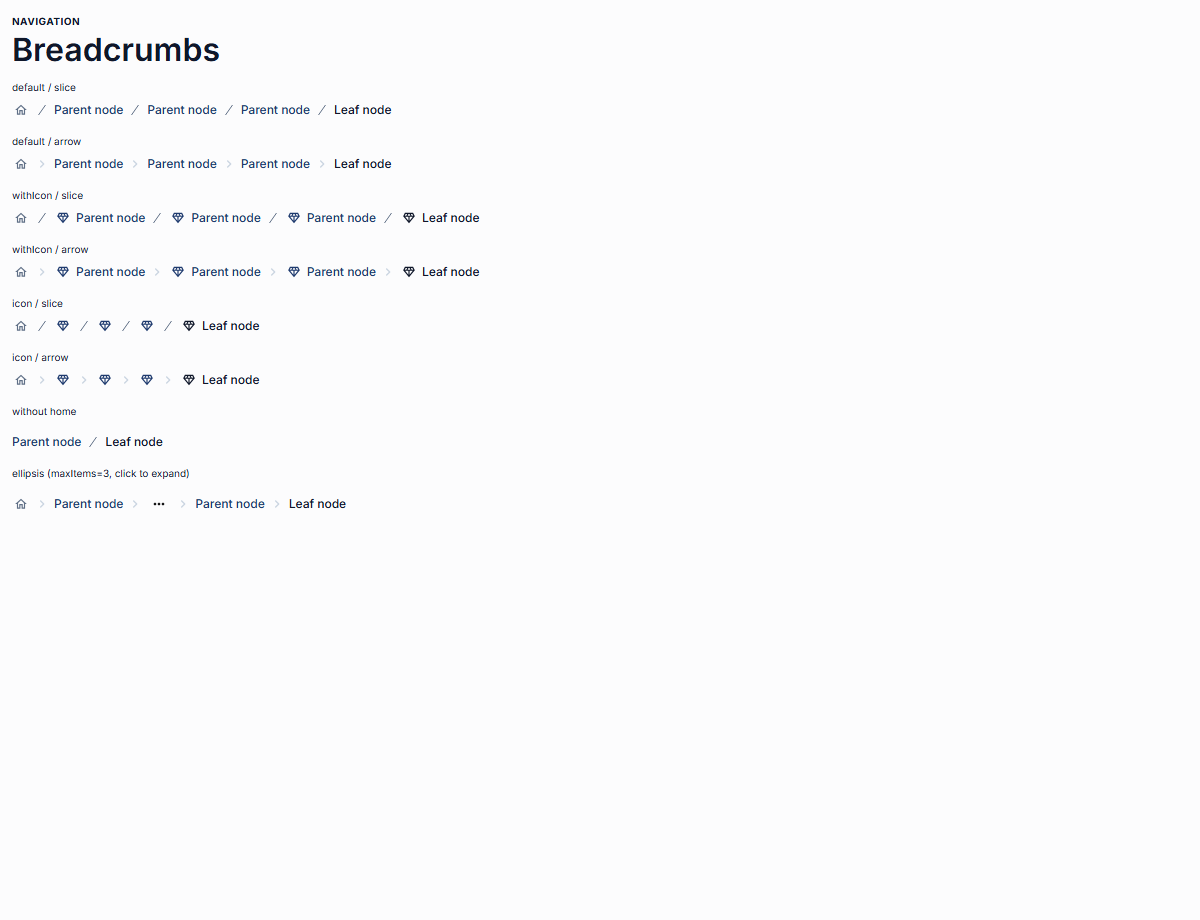 NAVIGATION
Breadcrumbs
default / slice
/ Parent node / Parent node / Parent node / Leaf node
default / arrow
Parent node Parent node Parent node Leaf node
withIcon / slice
/ Parent node / Parent node / Parent node / Leaf node
withIcon / arrow
Parent node Parent node Parent node Leaf node
icon / slice
/ / / / Leaf node
icon / arrow
Leaf node
without home
Parent node / Leaf node
ellipsis (maxItems=3, click to expand)
Parent node ••• Parent node Leaf node